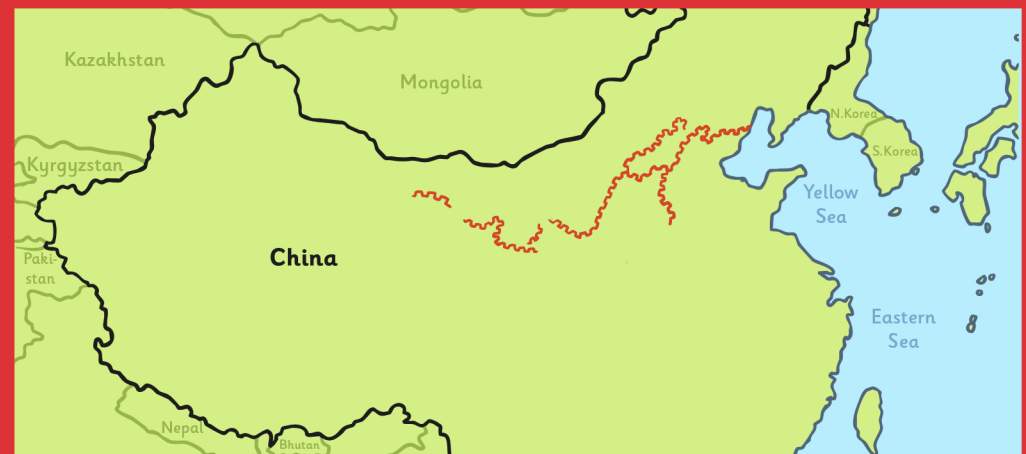 Kazakhstan
Mongolia
N.Korea
S.Korea
Kyrgyzstan
Yellow
Sea
China
Paki-
stan
Eastern
Sea
Nepal
Bhutan